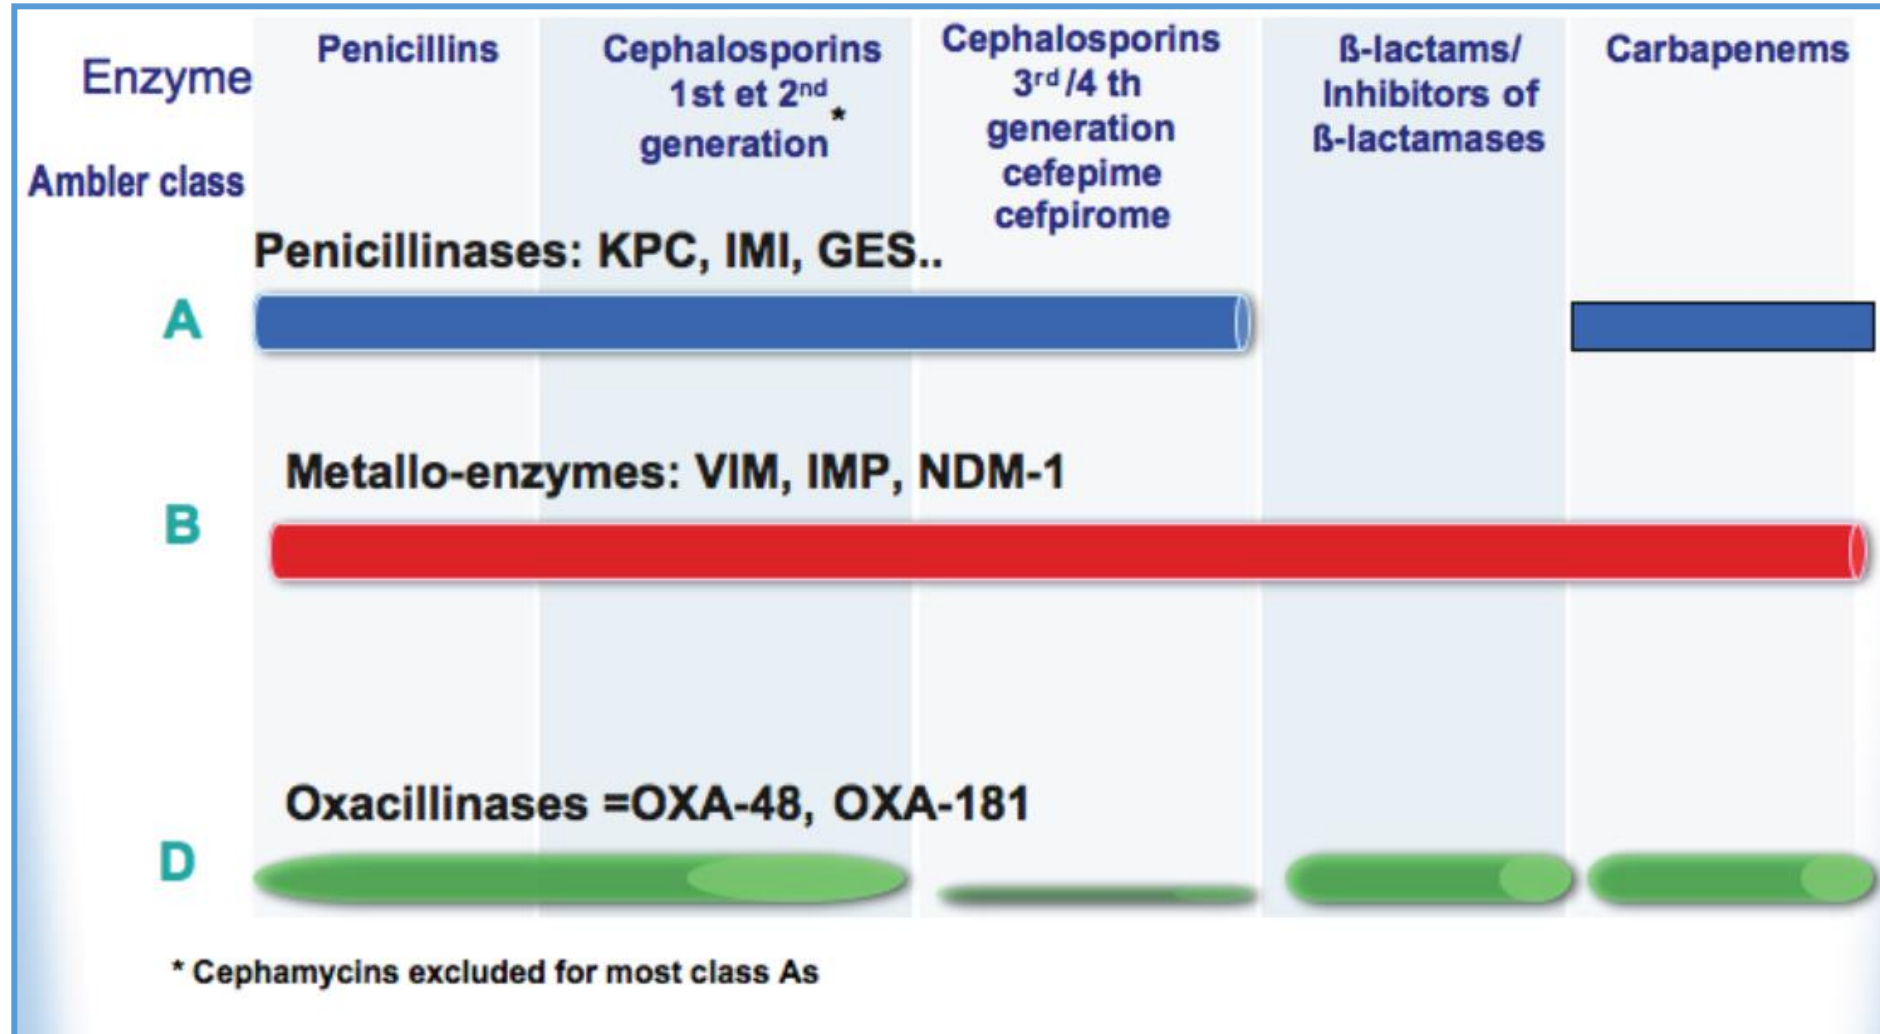 Enzyme
Ambler class
Penicillins
Cephalosporins
1st et 2nd
generation*
Cephalosporins
3rd /4 th
generation
cefepime
cefpirome
ß-lactams/
Inhibitors of
ß-lactamases
Carbapenems
Penicillinases: KPC, IMI, GES..
A
Metallo-enzymes: VIM, IMP, NDM-1
B
Oxacillinases =OXA-48, OXA-181
D
* Cephamycins excluded for most class As